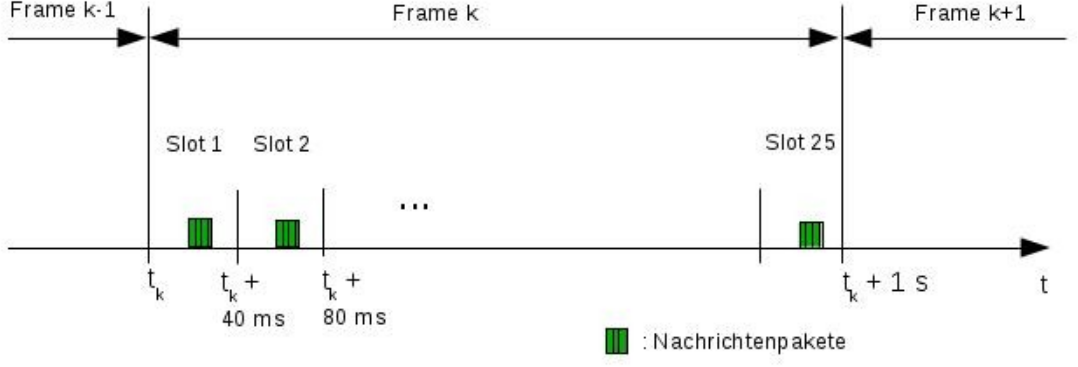 Frame k-1
Frame k
Frame k+1
Slot 1
Slot 2
Slot 25
...
t_k
t_k +
40 ms
t_k +
80 ms
t_k + 1 s
t
: Nachrichtenpakete